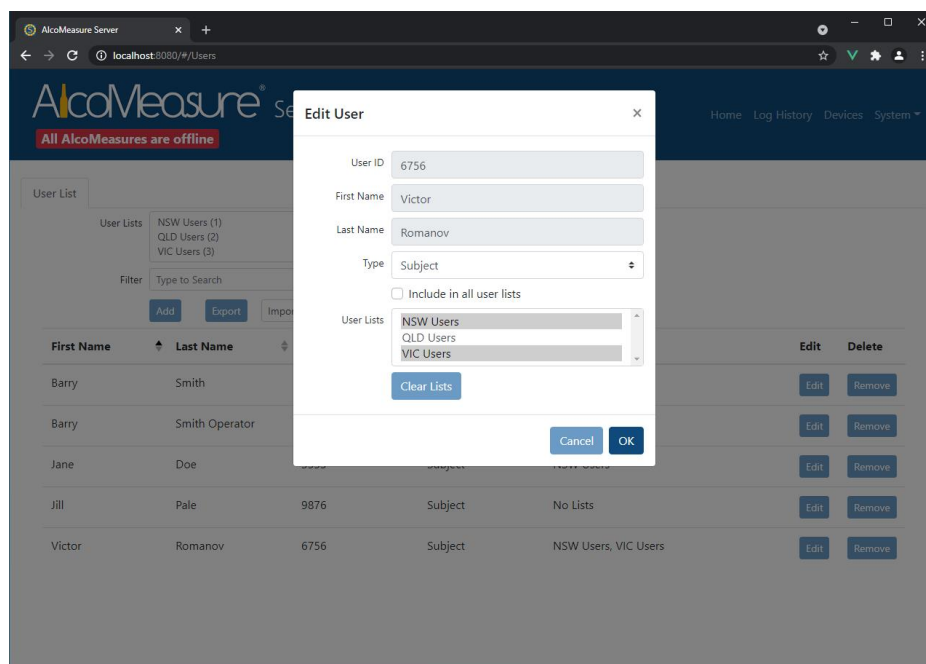 AlcoMeasure Server
localhost:8080/#/Users
AlcoMeasure® Se
Home Log History Devices System
All AlcoMeasures are offline
Edit User
User ID 6756
First Name Victor
Last Name Romanov
Type Subject
Include in all user lists
User Lists NSW Users
QLD Users
VIC Users
Clear Lists
Cancel OK
User List
User Lists NSW Users (1)
QLD Users (2)
VIC Users (3)
Filter Type to Search
Add Export Impo
First Name Last Name Edit Delete
Barry Smith Edit Remove
Barry Smith Operator Edit Remove
Jane Doe Subject NSW Users Edit Remove
Jill Pale 9876 Subject No Lists Edit Remove
Victor Romanov 6756 Subject NSW Users, VIC Users Edit Remove